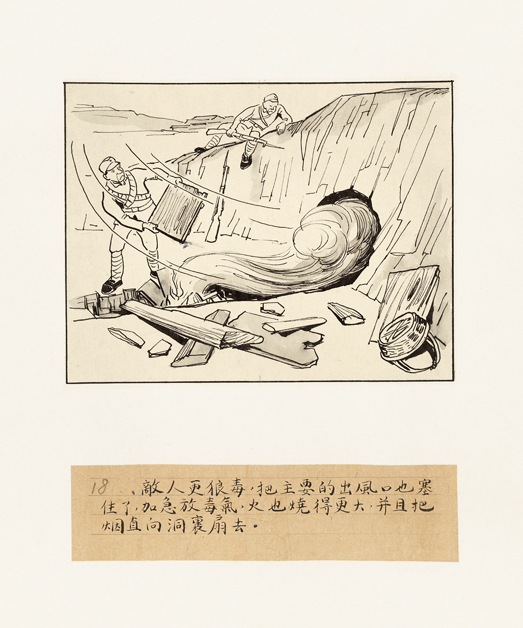 18、敵人更狼毒,把主要的出風口也塞
住了,加急放毒氣,火也燒得更大,并且把
烟直向洞裏扇去。